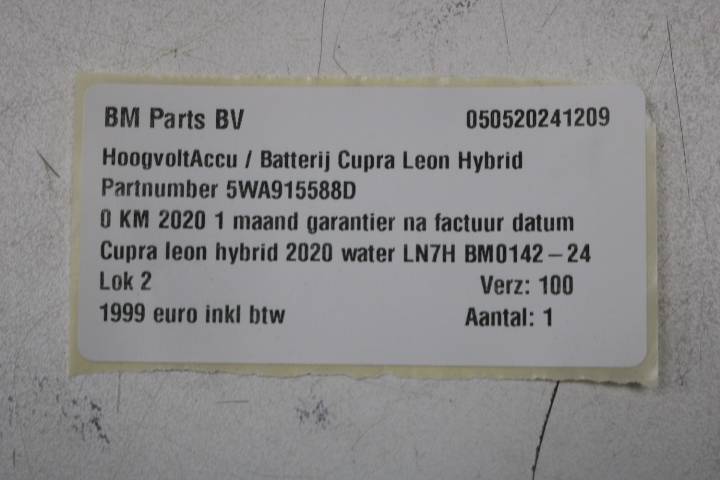 BM Parts BV 050520241209
HoogvoltAccu / Batterij Cupra Leon Hybrid
Partnumber 5WA915588D
0 KM 2020 1 maand garantier na factuur datum
Cupra leon hybrid 2020 water LN7H BM0142-24
Lok 2 Verz: 100
1999 euro inkl btw Aantal: 1